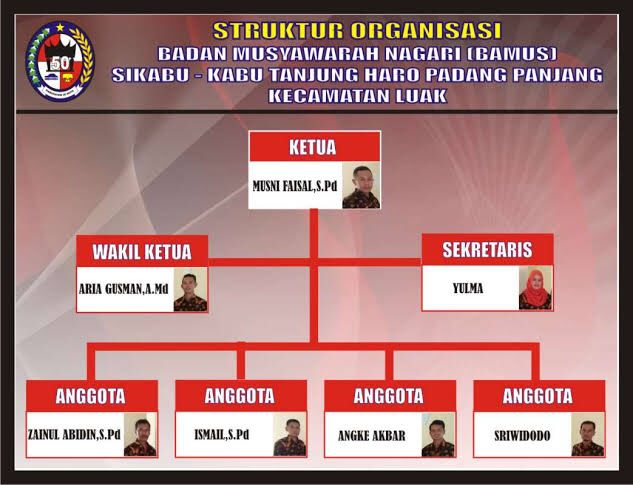 STRUKTUR ORGANISASI
BADAN MUSYAWARAH NAGARI (BAMUS)
SIKABU - KABU TANJUNG HARO PADANG PANJANG
KECAMATAN LUAK
50
KETUA
MUSNI FAISAL,S.Pd
WAKIL KETUA
ARIA GUSMAN,A.Md
SEKRETARIS
YULMA
ANGGOTA
ZAINUL ABIDIN,S.Pd
ANGGOTA
ISMAIL,S.Pd
ANGGOTA
ANGKE AKBAR
ANGGOTA
SRIWIDODO